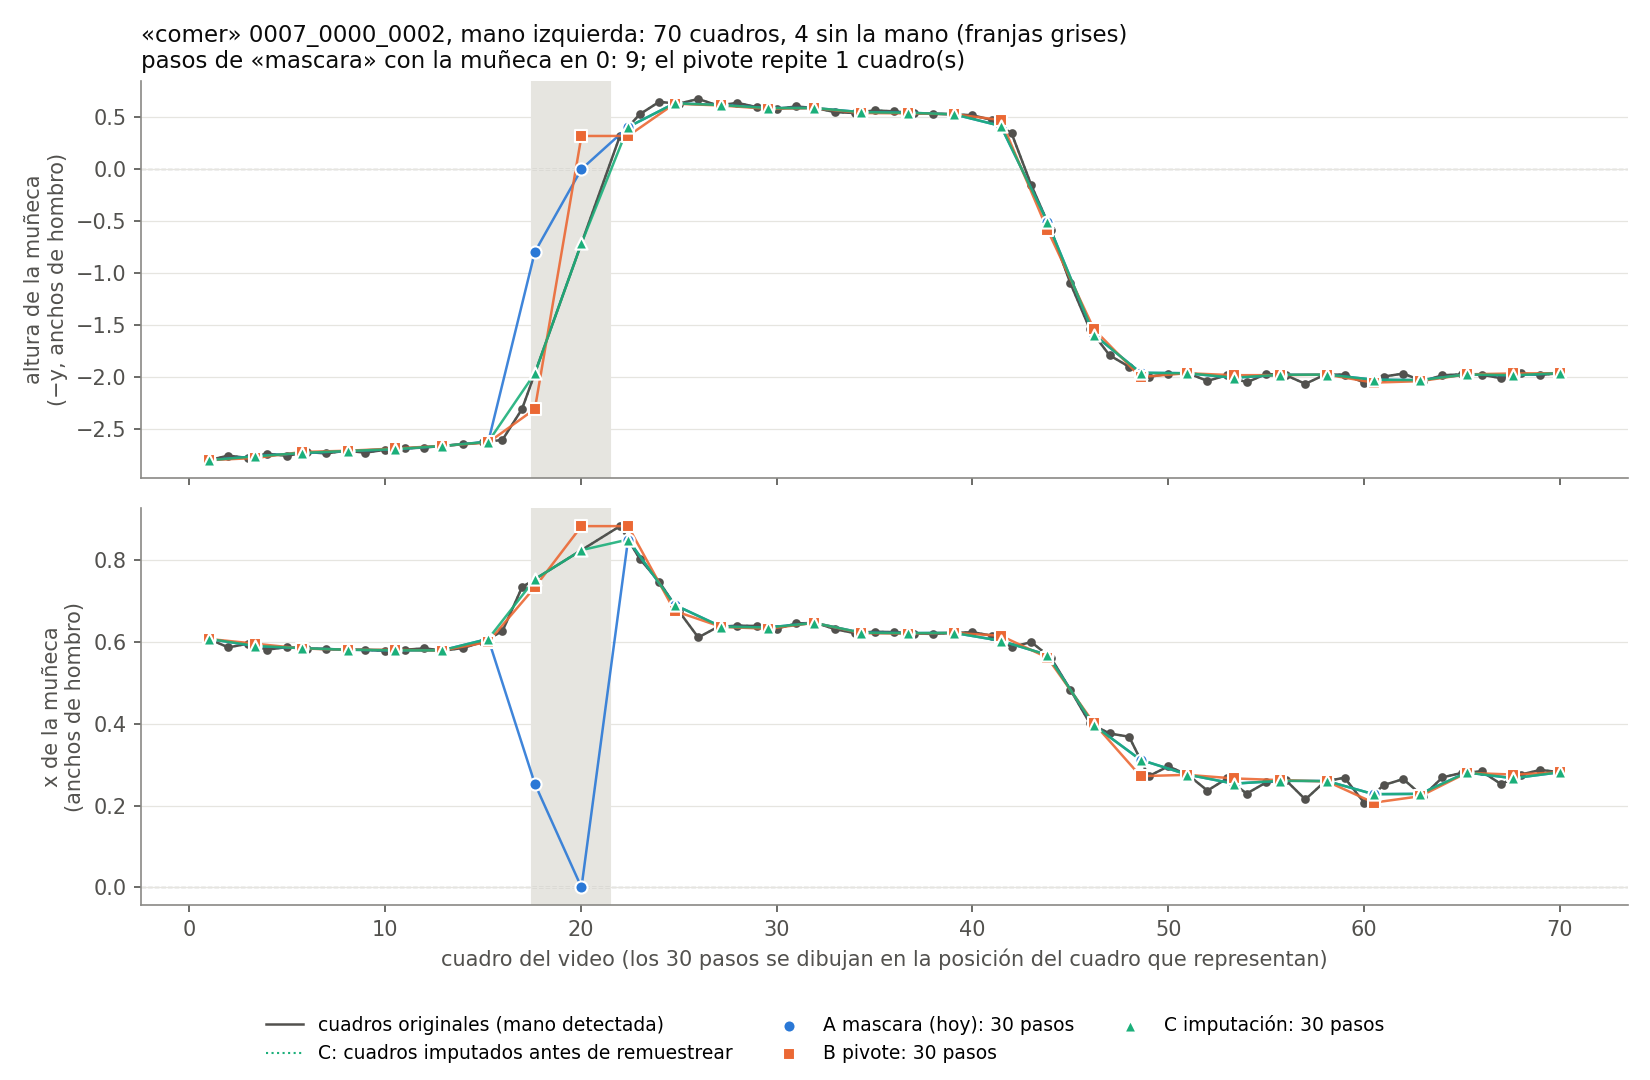 «comer» 0007_0000_0002, mano izquierda: 70 cuadros, 4 sin la mano (franjas grises)
pasos de «mascara» con la muñeca en 0: 9; el pivote repite 1 cuadro(s)
altura de la muñeca
(−y, anchos de hombro)
0.5
0.0
−0.5
−1.0
−1.5
−2.0
−2.5
x de la muñeca
(anchos de hombro)
0.8
0.6
0.4
0.2
0.0
0 10 20 30 40 50 60 70
cuadro del video (los 30 pasos se dibujan en la posición del cuadro que representan)
cuadros originales (mano detectada)
C: cuadros imputados antes de remuestrear
A mascara (hoy): 30 pasos
B pivote: 30 pasos
C imputación: 30 pasos